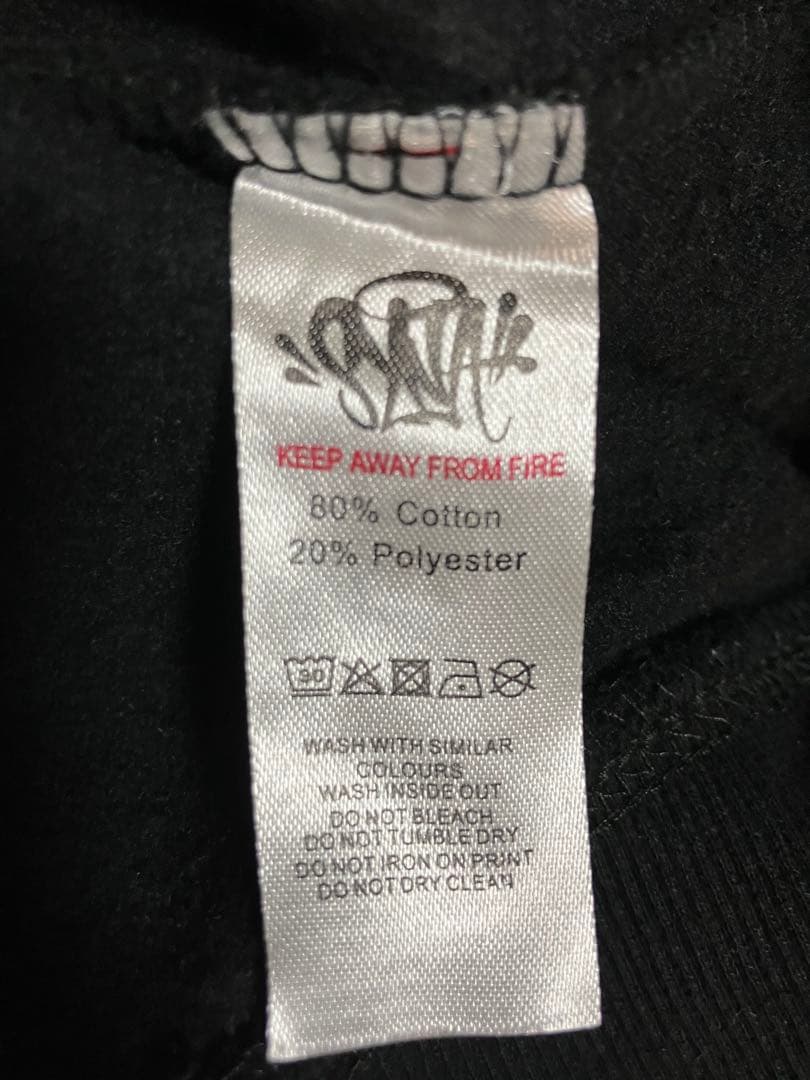 KEEP AWAY FROM FIRE
80% Cotton
20% Polyester
30
WASH WITH SIMILAR
COLOURS
WASH INSIDE OUT
DO NOT BLEACH
DO NOT TUMBLE DRY
DO NOT IRON ON PRINT
DO NOT DRY CLEAN